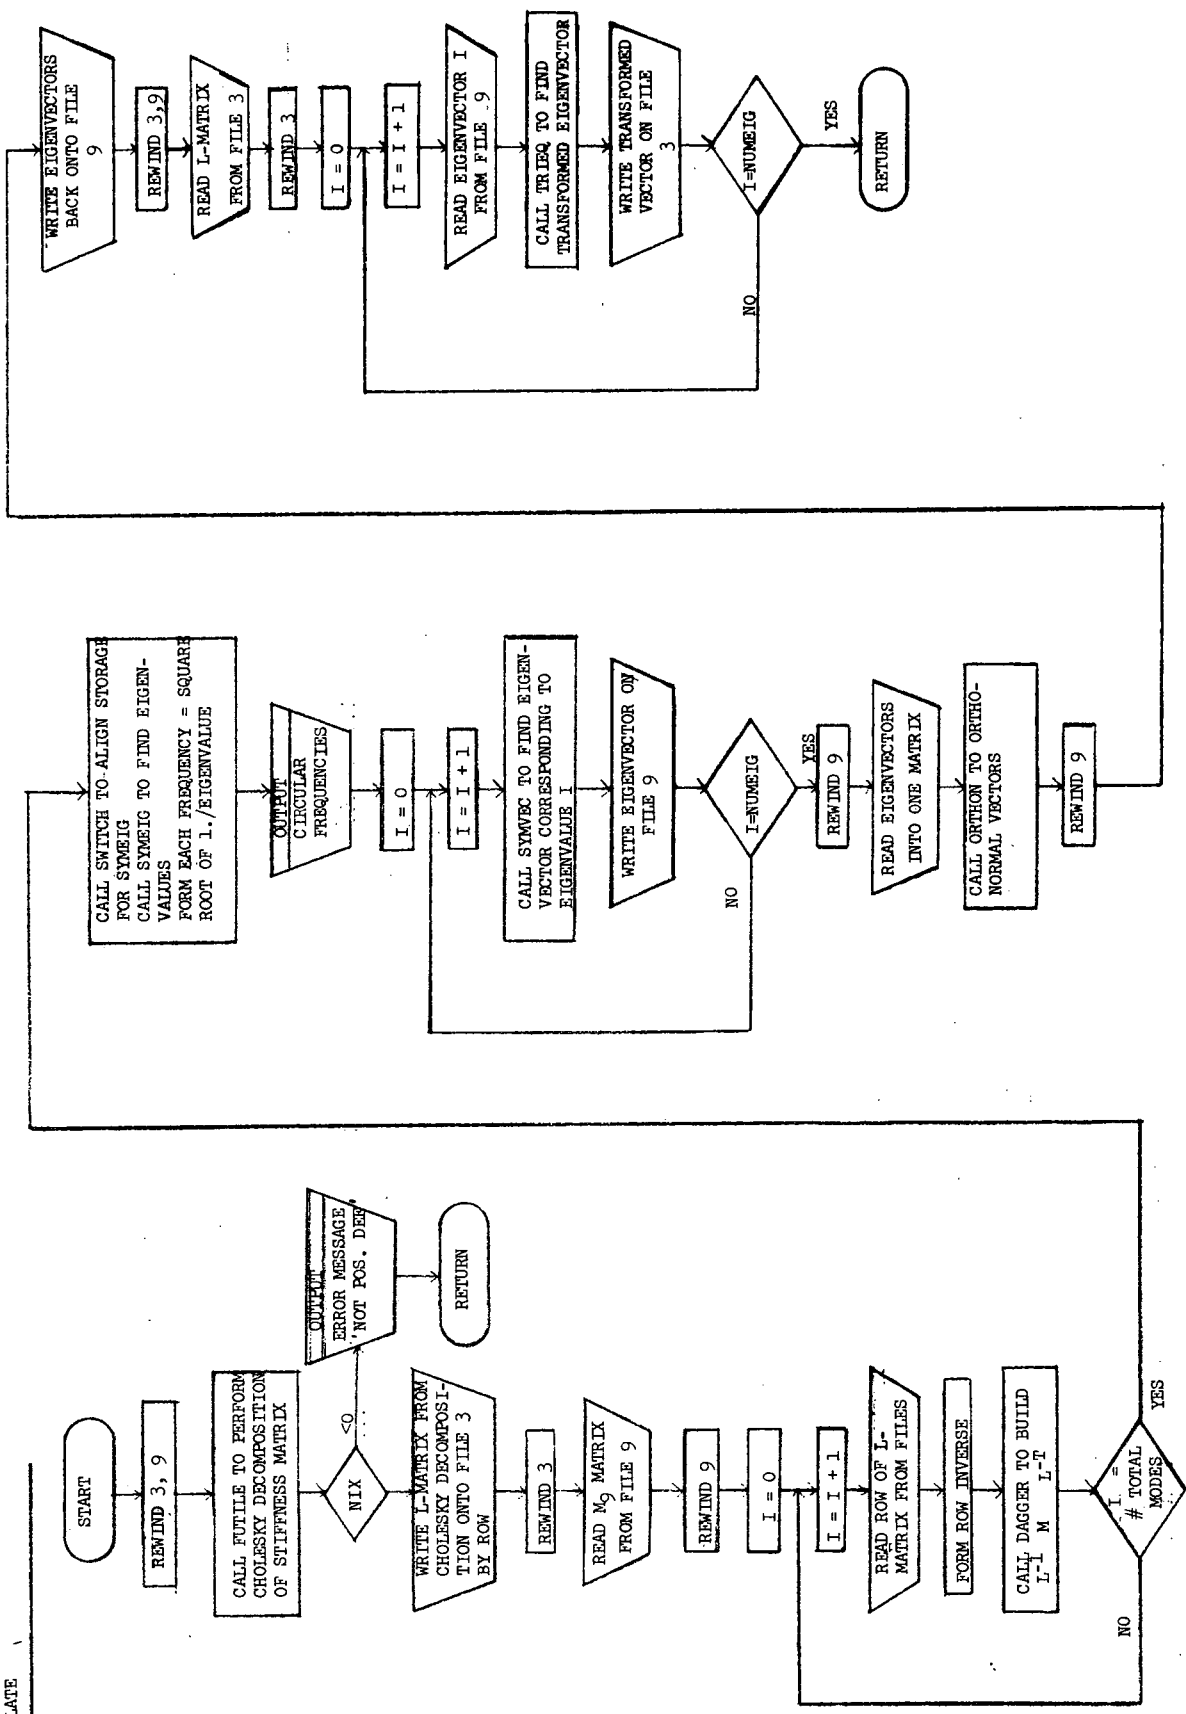 LATE
START
REWIND 3, 9
CALL FUTTLE TO PERFORM
CHOLESKY DECOMPOSITION
OF STIFFNESS MATRIX
NIX
<0
OUTPUT
ERROR MESSAGE
'NOT POS. DEF'
RETURN
WRITE L-MATRIX FROM
CHOLESKY DECOMPOSI-
TION ONTO FILE 3
BY ROW
REWIND 3
READ M MATRIX
FROM FILE 9
9
REWIND 9
I = 0
I = I + 1
READ ROW OF L-
MATRIX FROM FILES
FORM ROW INVERSE
CALL DAGGER TO BUILD
L-1 M L-T
I =
# TOTAL
MODES
NO
YES
CALL SWITCH TO ALIGN STORAGE
FOR SYMEIG
CALL SYMEIG TO FIND EIGEN-
VALUES
FORM EACH FREQUENCY = SQUARE
ROOT OF 1./EIGENVALUE
OUTPUT
CIRCULAR
FREQUENCIES
I = 0
I = I + 1
CALL SYMVEC TO FIND EIGEN-
VECTOR CORRESPONDING TO
EIGENVALUE I
WRITE EIGENVECTOR ON
FILE 9
I=NUMEIG
NO
YES
REWIND 9
READ EIGENVECTORS
INTO ONE MATRIX
CALL ORTHON TO ORTHO-
NORMAL VECTORS
REWIND 9
WRITE EIGENVECTORS
BACK ONTO FILE
9
REWIND 3,9
READ L-MATRIX
FROM FILE 3
REWIND 3
I = 0
I = I + 1
READ EIGENVECTOR I
FROM FILE 9
CALL TRIEQ TO FIND
TRANSFORMED EIGENVECTOR
WRITE TRANSFORMED
VECTOR ON FILE
3
I=NUMEIG
NO
YES
RETURN